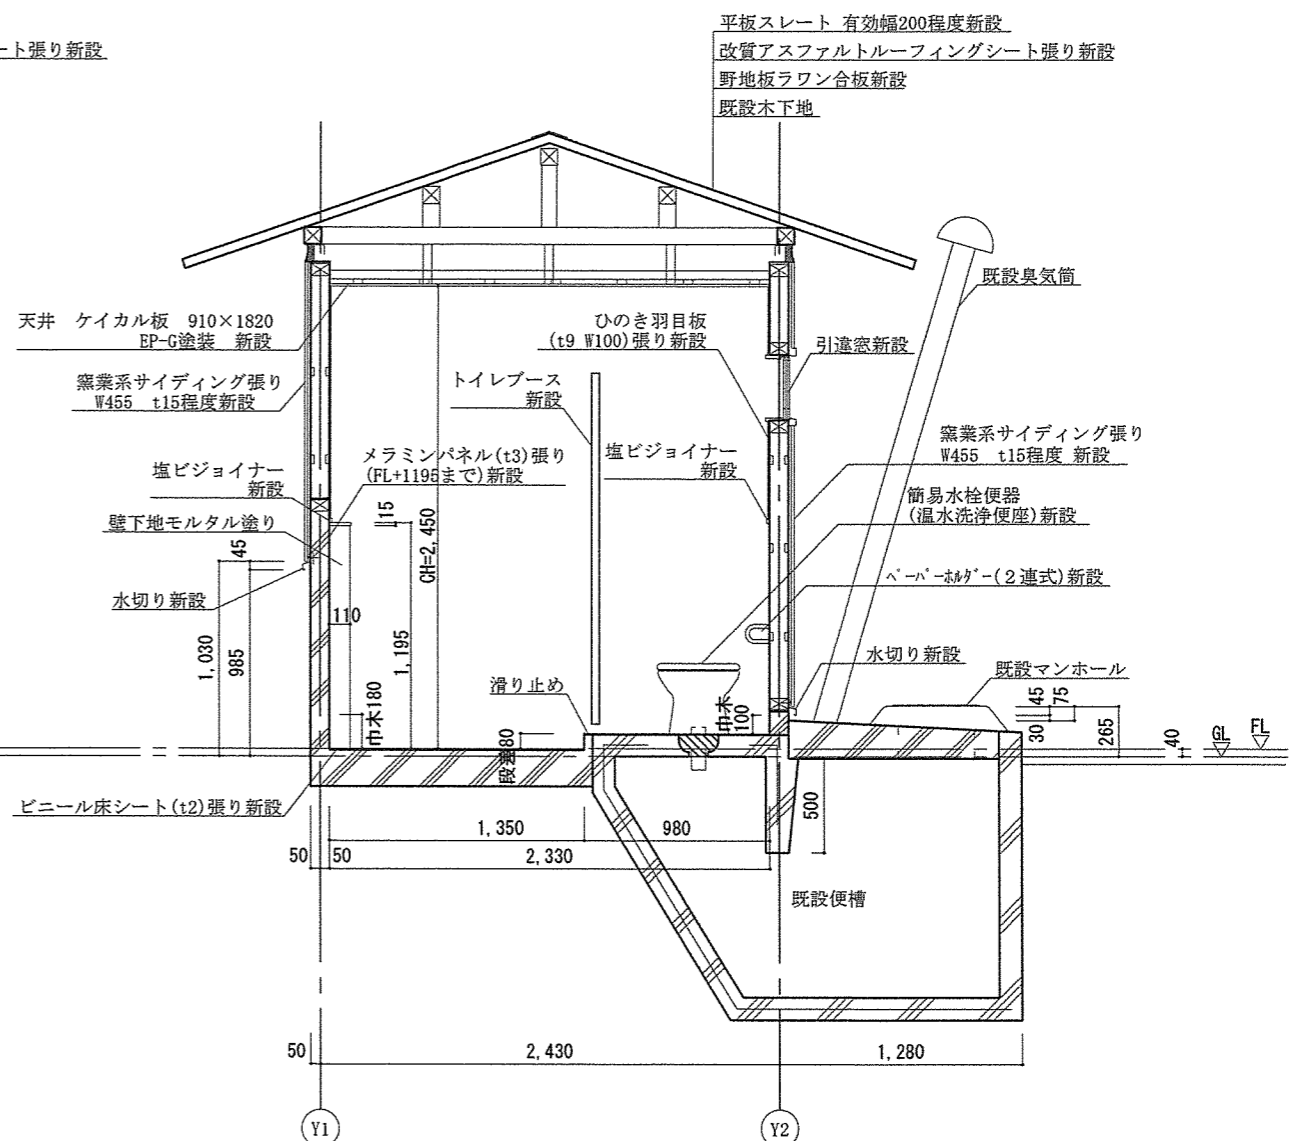 ート張り新設
平板スレート 有効幅200程度新設
改質アスファルトルーフィングシート張り新設
野地板ラワン合板新設
既設木下地
既設臭気筒
天井 ケイカル板 910×1820
EP-G塗装 新設
ひのき羽目板
(t9 W100)張り新設
引違窓新設
窯業系サイディング張り
W455 t15程度新設
トイレブース
新設
メラミンパネル(t3)張り
(FL+1195まで)新設
塩ビジョイナー
新設
塩ビジョイナー
新設
窯業系サイディング張り
W455 t15程度 新設
壁下地モルタル塗り
簡易水栓便器
(温水洗浄便座)新設
15
CH=2,450
45
ペーパーホルダー(２連式)新設
水切り新設
110
1,030
985
1,195
水切り新設
既設マンホール
滑り止め
巾木180
巾木
100
段差80
45
75
30
265
GL
FL
40
ビニール床シート(t2)張り新設
500
1,350
980
50
50
2,330
既設便槽
50
2,430
1,280
Y1
Y2